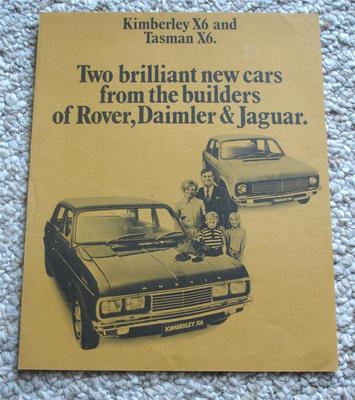 Kimberley X6 and
Tasman X6.
Two brilliant new cars
from the builders
of Rover, Daimler & Jaguar.
AUSTIN
KIMBERLEY X6